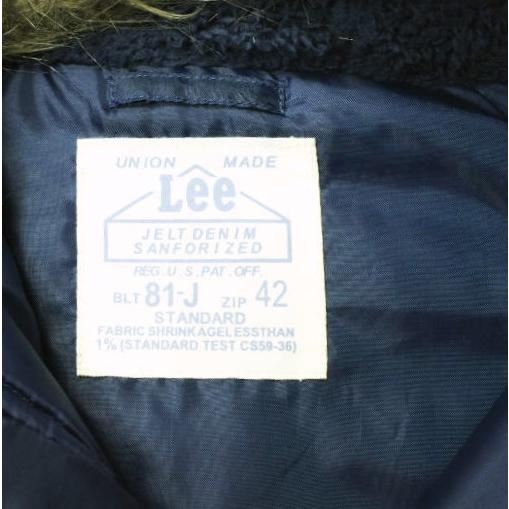 UNION MADE
Lee
JELT DENIM
SANFORIZED
REG. U.S. PAT. OFF.
BLT 81-J ZIP 42
STANDARD
FABRIC SHRINKAGELESSTHAN
1% (STANDARD TEST CS59-36)